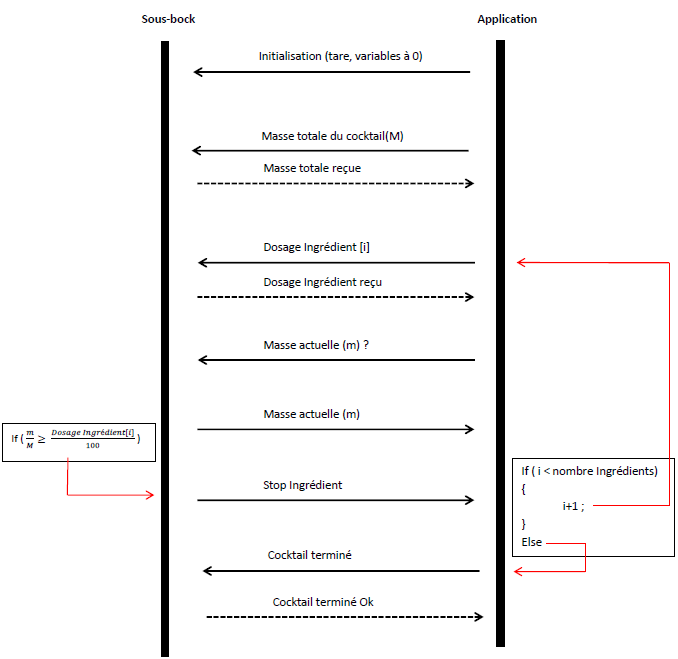 Sous-bock
Application
Initialisation (tare, variables à 0)
Masse totale du cocktail(M)
Masse totale reçue
Dosage Ingrédient [i]
Dosage Ingrédient reçu
Masse actuelle (m) ?
Masse actuelle (m)
If ( m/M ≥ Dosage Ingrédient[i]/100 )
Stop Ingrédient
If ( i < nombre Ingrédients)
{
i+1 ;
}
Else
Cocktail terminé
Cocktail terminé Ok